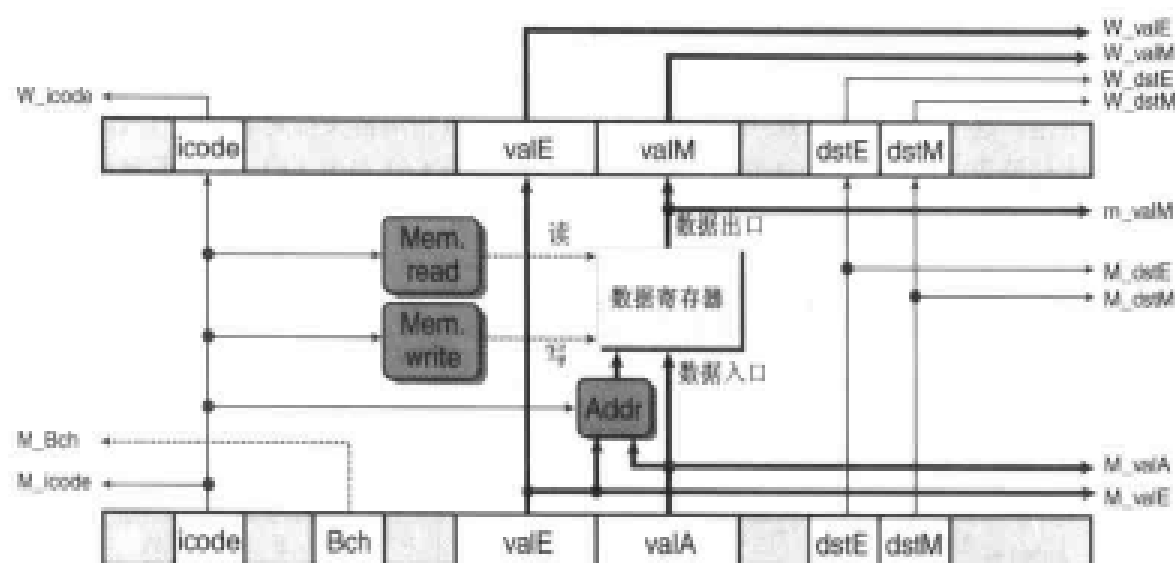 W_valE
W_valM
W_dstE
W_icode
W_dstM
icode valE valM dstE dstM
m_valM
数据出口
Mem. read
读
M_dstE
数据寄存器
M_dstM
Mem. write
写
数据入口
Addr
M_Bch
M_valA
M_icode
M_valE
icode Bch valE valA dstE dstM